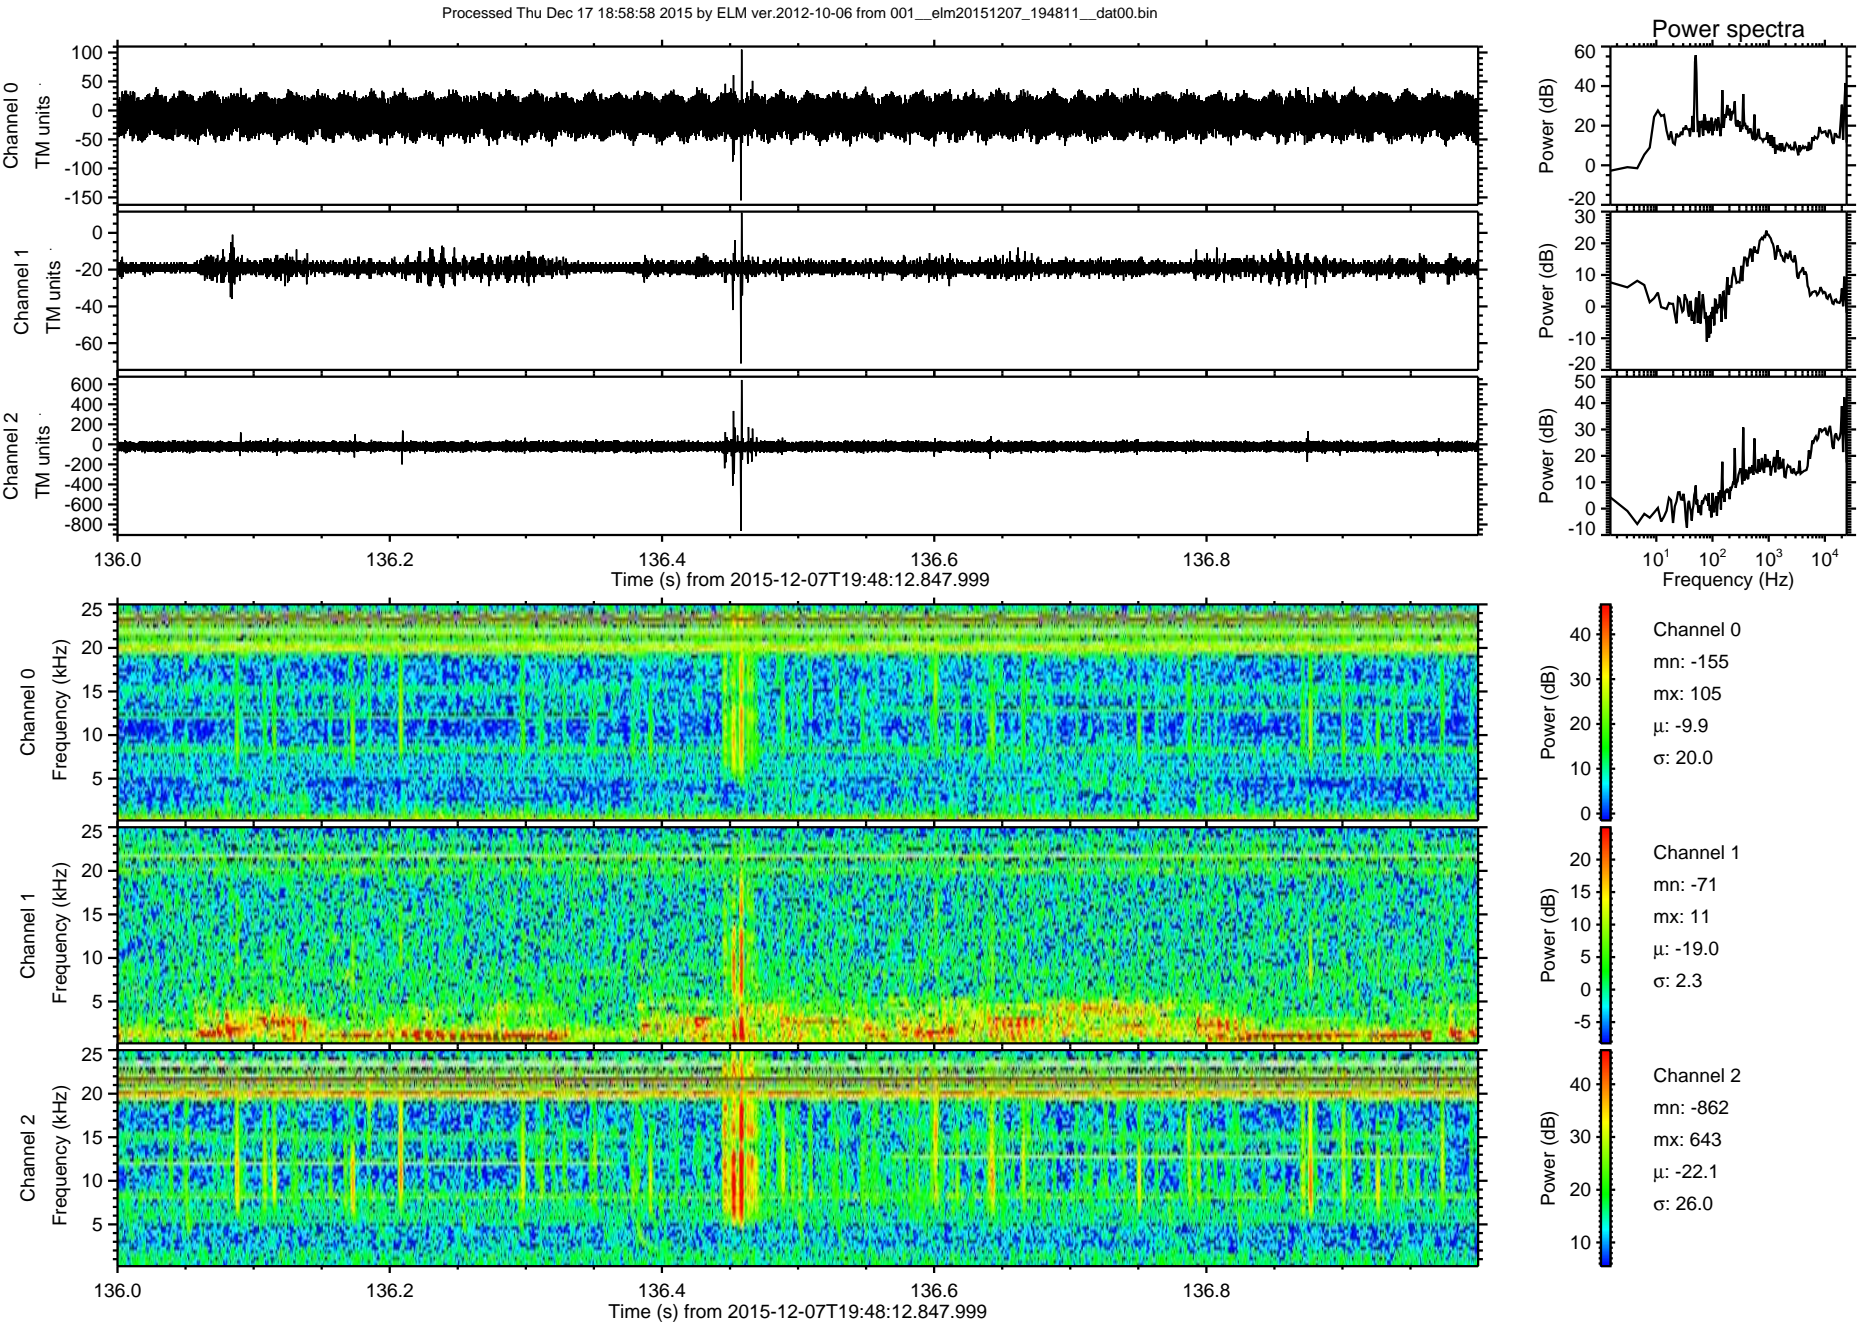 Processed Thu Dec 17 18:58:58 2015 by ELM ver.2012-10-06 from 001__elm20151207_194811__dat00.bin
Power spectra
Channel 0
TM units
100
50
0
-50
-100
-150
Power (dB)
60
40
20
0
-20
Channel 1
TM units
0
-20
-40
-60
Power (dB)
30
20
10
0
-10
-20
Channel 2
TM units
600
400
200
0
-200
-400
-600
-800
Power (dB)
50
40
30
20
10
0
-10
136.0 136.2 136.4 136.6 136.8
Time (s) from 2015-12-07T19:48:12.847.999
10¹ 10² 10³ 10⁴
Frequency (Hz)
Channel 0
Frequency (kHz)
25
20
15
10
5
Power (dB)
40
30
20
10
0
Channel 0
mn: -155
mx: 105
μ: -9.9
σ: 20.0
Channel 1
Frequency (kHz)
25
20
15
10
5
Power (dB)
20
15
10
5
0
-5
Channel 1
mn: -71
mx: 11
μ: -19.0
σ: 2.3
Channel 2
Frequency (kHz)
25
20
15
10
5
Power (dB)
40
30
20
10
Channel 2
mn: -862
mx: 643
μ: -22.1
σ: 26.0
136.0 136.2 136.4 136.6 136.8
Time (s) from 2015-12-07T19:48:12.847.999